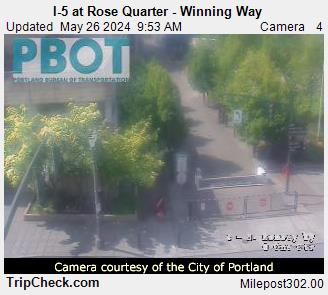 I-5 at Rose Quarter - Winning Way
Updated May 26 2024 9:53 AM Camera 4
PBOT
PORTLAND BUREAU OF TRANSPORTATION
Camera courtesy of the City of Portland
TripCheck.com Milepost302.00